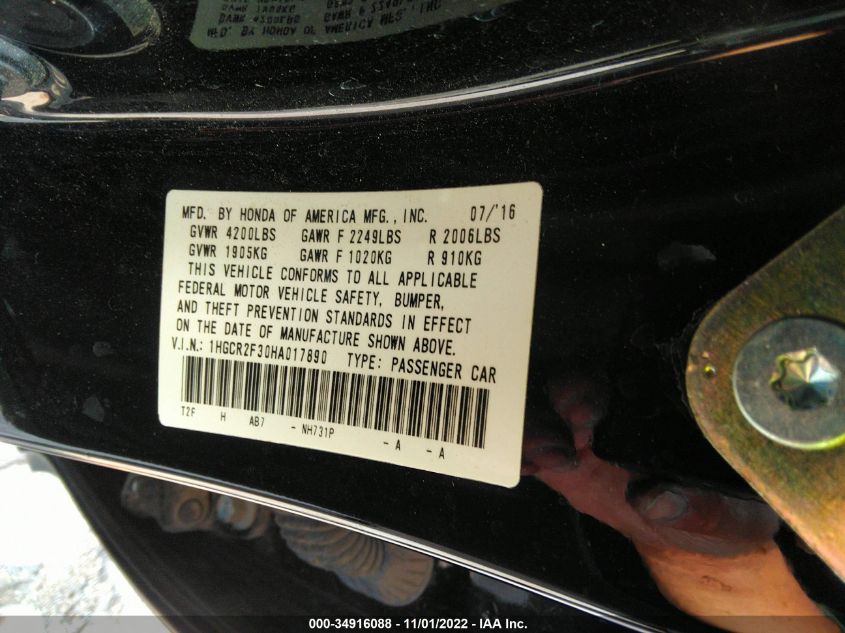 MFD. BY HONDA OF AMERICA MFG., INC. 07/'16
GVWR 4200LBS GAWR F 2249LBS R 2006LBS
GVWR 1905KG GAWR F 1020KG R 910KG
THIS VEHICLE CONFORMS TO ALL APPLICABLE
FEDERAL MOTOR VEHICLE SAFETY, BUMPER,
AND THEFT PREVENTION STANDARDS IN EFFECT
ON THE DATE OF MANUFACTURE SHOWN ABOVE.
V.I.N.: 1HGCR2F30HA017890 TYPE: PASSENGER CAR
T2F H AB7 - NH731P - A - A
000-34916088 - 11/01/2022 - IAA Inc.